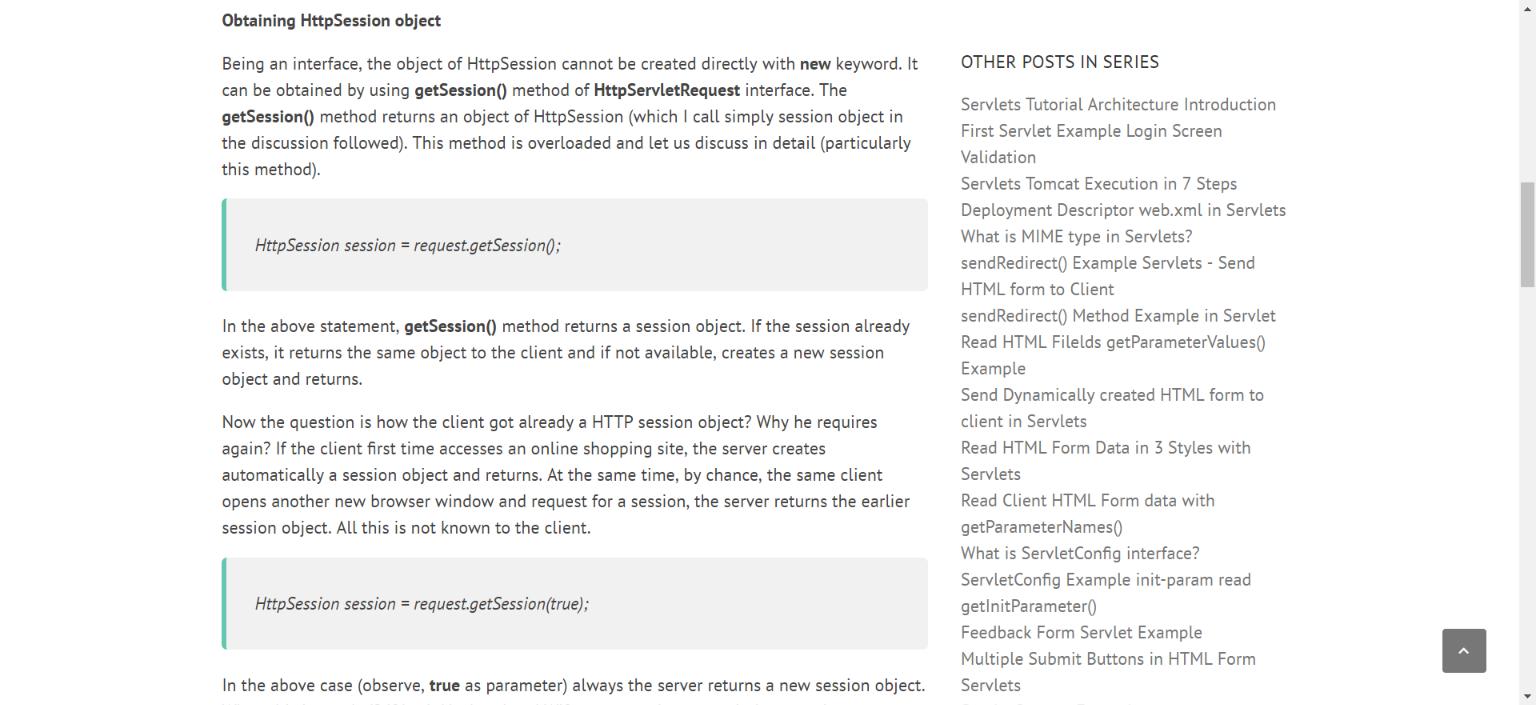 Obtaining HttpSession object
Being an interface, the object of HttpSession cannot be created directly with new keyword. It
can be obtained by using getSession() method of HttpServletRequest interface. The
getSession() method returns an object of HttpSession (which I call simply session object in
the discussion followed). This method is overloaded and let us discuss in detail (particularly
this method).
HttpSession session = request.getSession();
In the above statement, getSession() method returns a session object. If the session already
exists, it returns the same object to the client and if not available, creates a new session
object and returns.
Now the question is how the client got already a HTTP session object? Why he requires
again? If the client first time accesses an online shopping site, the server creates
automatically a session object and returns. At the same time, by chance, the same client
opens another new browser window and request for a session, the server returns the earlier
session object. All this is not known to the client.
HttpSession session = request.getSession(true);
In the above case (observe, true as parameter) always the server returns a new session object.
OTHER POSTS IN SERIES
Servlets Tutorial Architecture Introduction
First Servlet Example Login Screen
Validation
Servlets Tomcat Execution in 7 Steps
Deployment Descriptor web.xml in Servlets
What is MIME type in Servlets?
sendRedirect() Example Servlets - Send
HTML form to Client
sendRedirect() Method Example in Servlet
Read HTML Filelds getParameterValues()
Example
Send Dynamically created HTML form to
client in Servlets
Read HTML Form Data in 3 Styles with
Servlets
Read Client HTML Form data with
getParameterNames()
What is ServletConfig interface?
ServletConfig Example init-param read
getInitParameter()
Feedback Form Servlet Example
Multiple Submit Buttons in HTML Form
Servlets